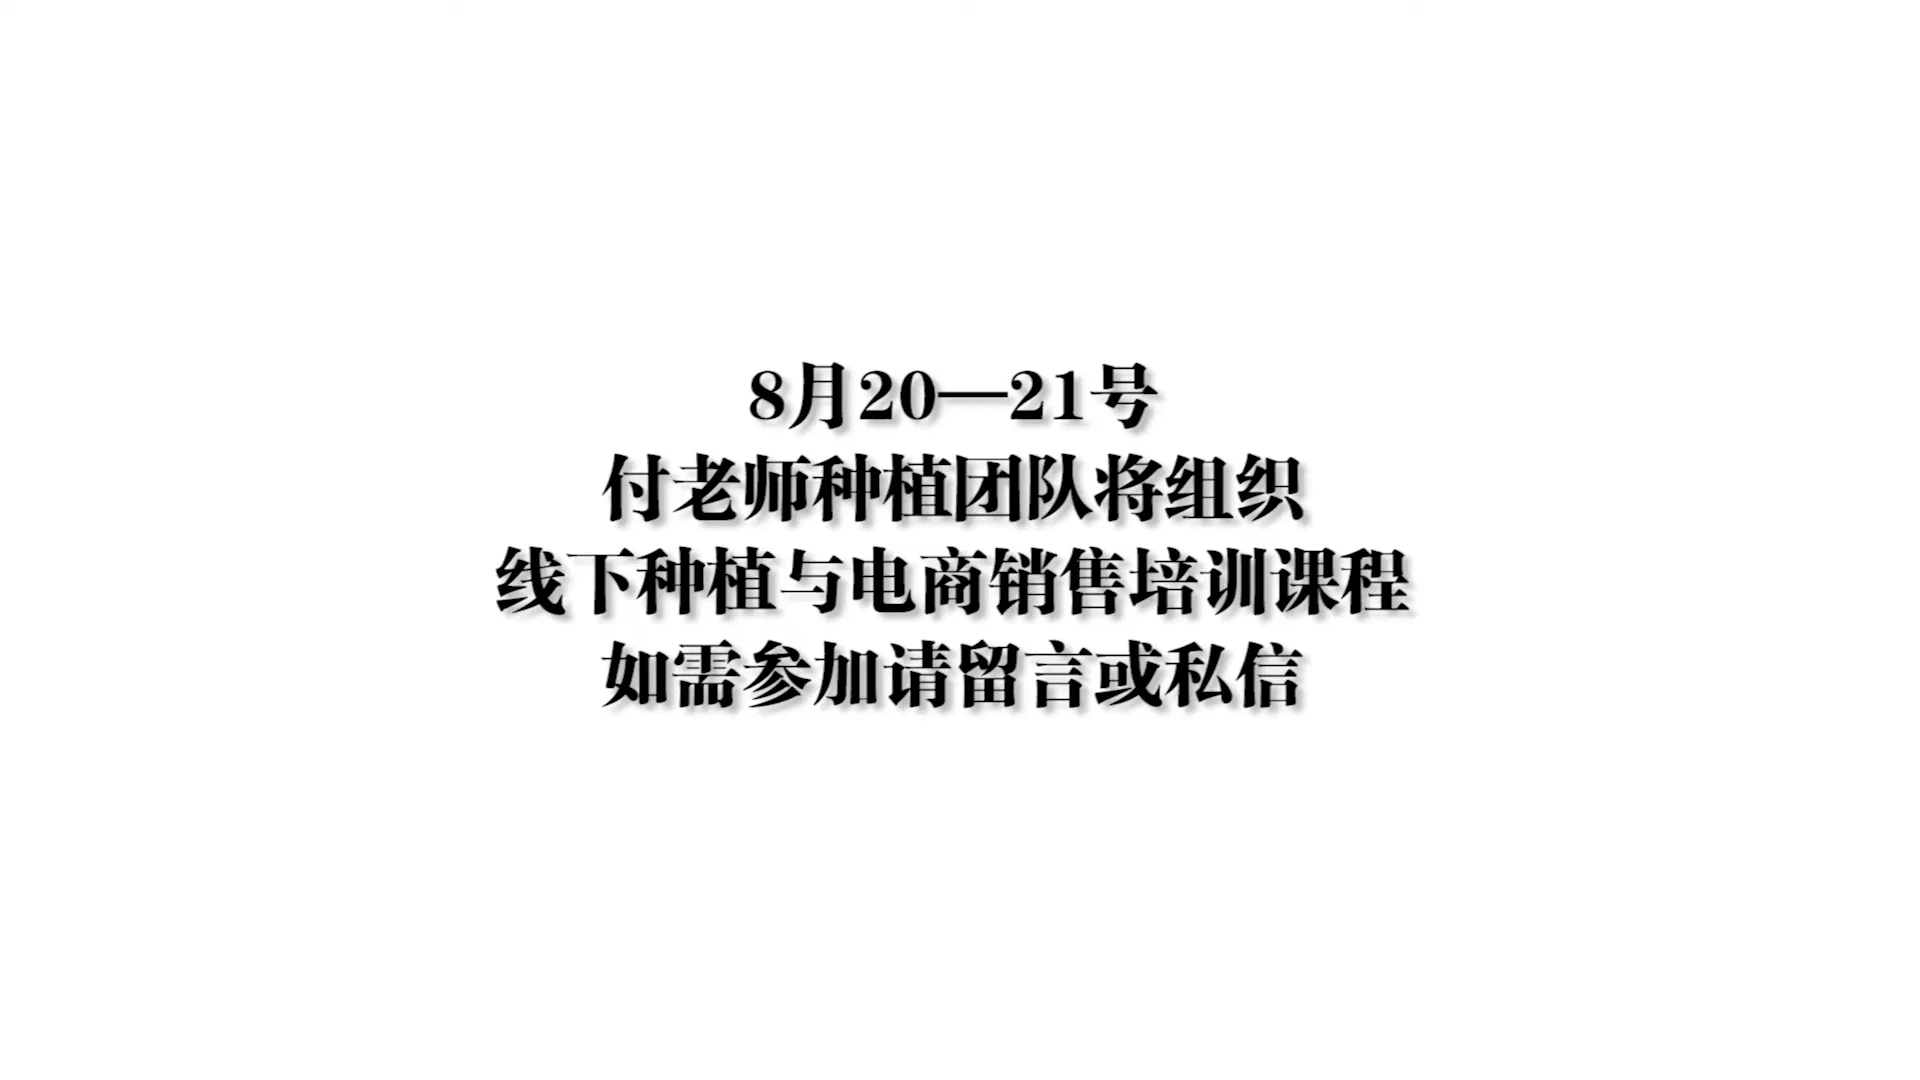 8月20—21号
付老师种植团队将组织
线下种植与电商销售培训课程
如需参加请留言或私信